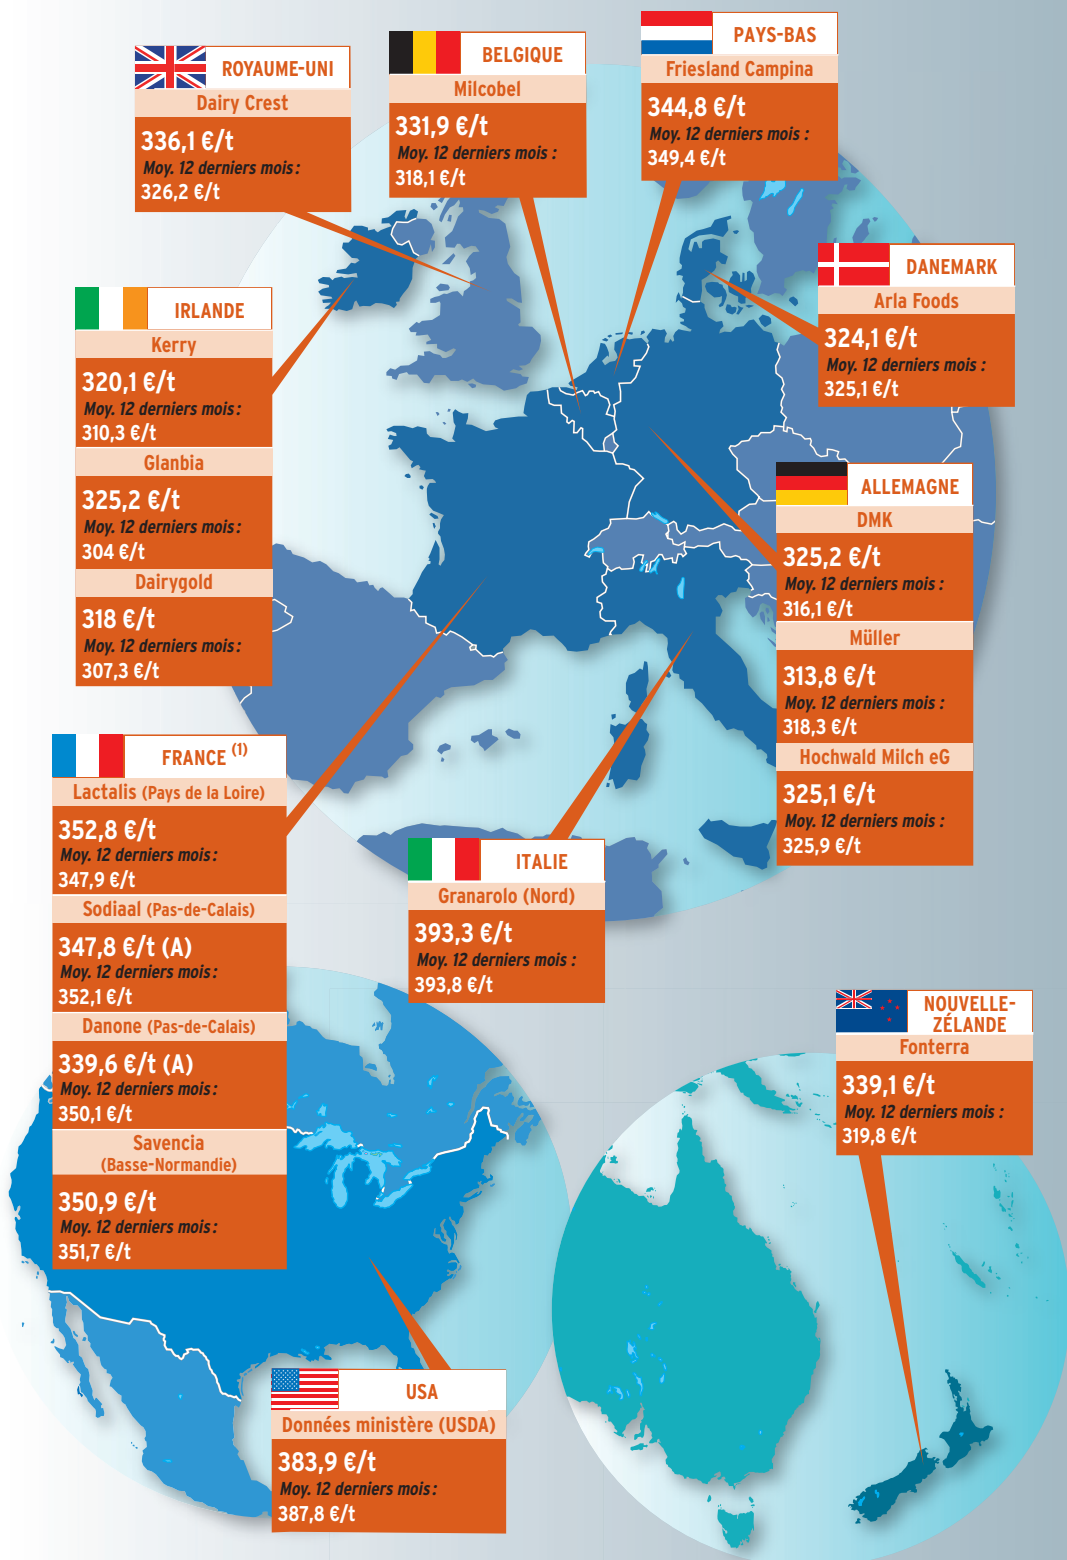 ROYAUME-UNI
Dairy Crest
336,1 €/t
Moy. 12 derniers mois :
326,2 €/t
BELGIQUE
Milcobel
331,9 €/t
Moy. 12 derniers mois :
318,1 €/t
PAYS-BAS
Friesland Campina
344,8 €/t
Moy. 12 derniers mois :
349,4 €/t
DANEMARK
Arla Foods
324,1 €/t
Moy. 12 derniers mois :
325,1 €/t
IRLANDE
Kerry
320,1 €/t
Moy. 12 derniers mois :
310,3 €/t
Glanbia
325,2 €/t
Moy. 12 derniers mois :
304 €/t
Dairygold
318 €/t
Moy. 12 derniers mois :
307,3 €/t
ALLEMAGNE
DMK
325,2 €/t
Moy. 12 derniers mois :
316,1 €/t
Müller
313,8 €/t
Moy. 12 derniers mois :
318,3 €/t
Hochwald Milch eG
325,1 €/t
Moy. 12 derniers mois :
325,9 €/t
FRANCE (1)
Lactalis (Pays de la Loire)
352,8 €/t
Moy. 12 derniers mois :
347,9 €/t
Sodiaal (Pas-de-Calais)
347,8 €/t (A)
Moy. 12 derniers mois :
352,1 €/t
Danone (Pas-de-Calais)
339,6 €/t (A)
Moy. 12 derniers mois :
350,1 €/t
Savencia
(Basse-Normandie)
350,9 €/t
Moy. 12 derniers mois :
351,7 €/t
ITALIE
Granarolo (Nord)
393,3 €/t
Moy. 12 derniers mois :
393,8 €/t
NOUVELLE-
ZÉLANDE
Fonterra
339,1 €/t
Moy. 12 derniers mois :
319,8 €/t
USA
Données ministère (USDA)
383,9 €/t
Moy. 12 derniers mois :
387,8 €/t